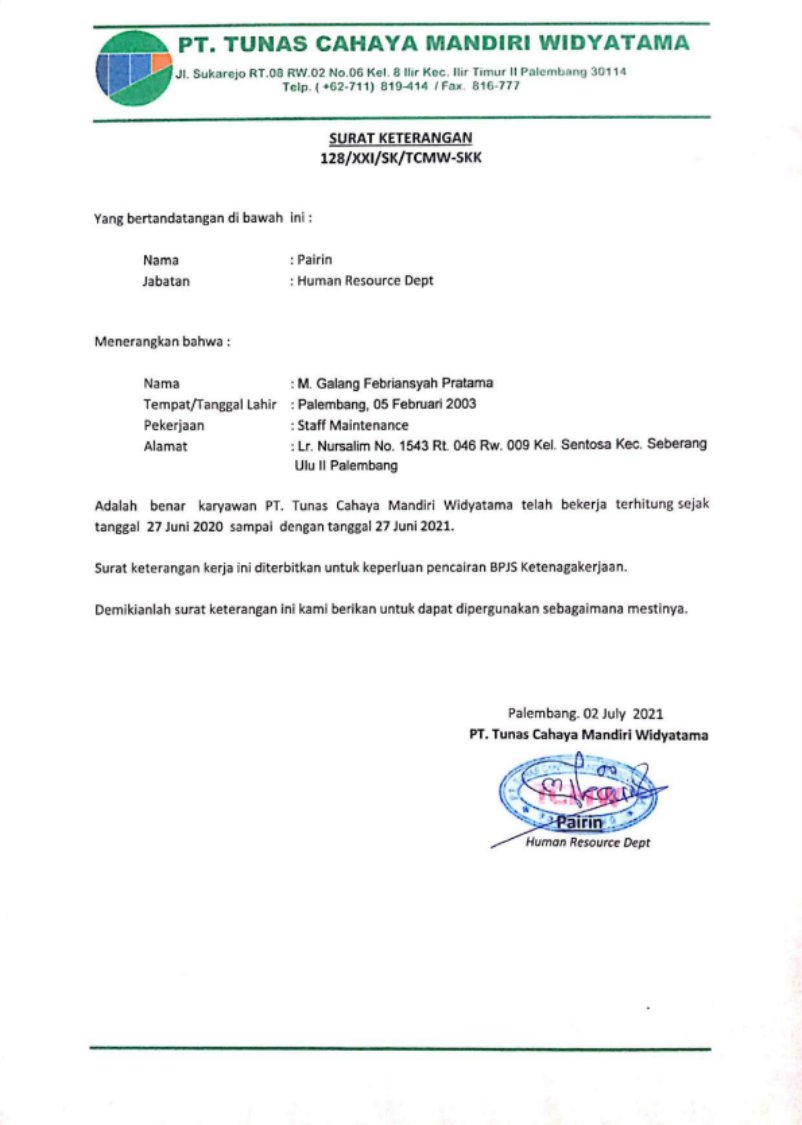 PT. TUNAS CAHAYA MANDIRI WIDYATAMA
Jl. Sukarejo RT.08 RW.02 No.06 Kel. 8 Ilir Kec. Ilir Timur II Palembang 30114
Telp. ( +62-711) 819-414 / Fax. 816-777
SURAT KETERANGAN
128/XXI/SK/TCMW-SKK
Yang bertandatangan di bawah ini :
Nama : Pairin
Jabatan : Human Resource Dept
Menerangkan bahwa :
Nama : M. Galang Febriansyah Pratama
Tempat/Tanggal Lahir : Palembang, 05 Februari 2003
Pekerjaan : Staff Maintenance
Alamat : Lr. Nursalim No. 1543 Rt. 046 Rw. 009 Kel. Sentosa Kec. Seberang
Ulu II Palembang
Adalah benar karyawan PT. Tunas Cahaya Mandiri Widyatama telah bekerja terhitung sejak
tanggal 27 Juni 2020 sampai dengan tanggal 27 Juni 2021.
Surat keterangan kerja ini diterbitkan untuk keperluan pencairan BPJS Ketenagakerjaan.
Demikianlah surat keterangan ini kami berikan untuk dapat dipergunakan sebagaimana mestinya.
Palembang. 02 July 2021
PT. Tunas Cahaya Mandiri Widyatama
TCMW
Pairin
Human Resource Dept